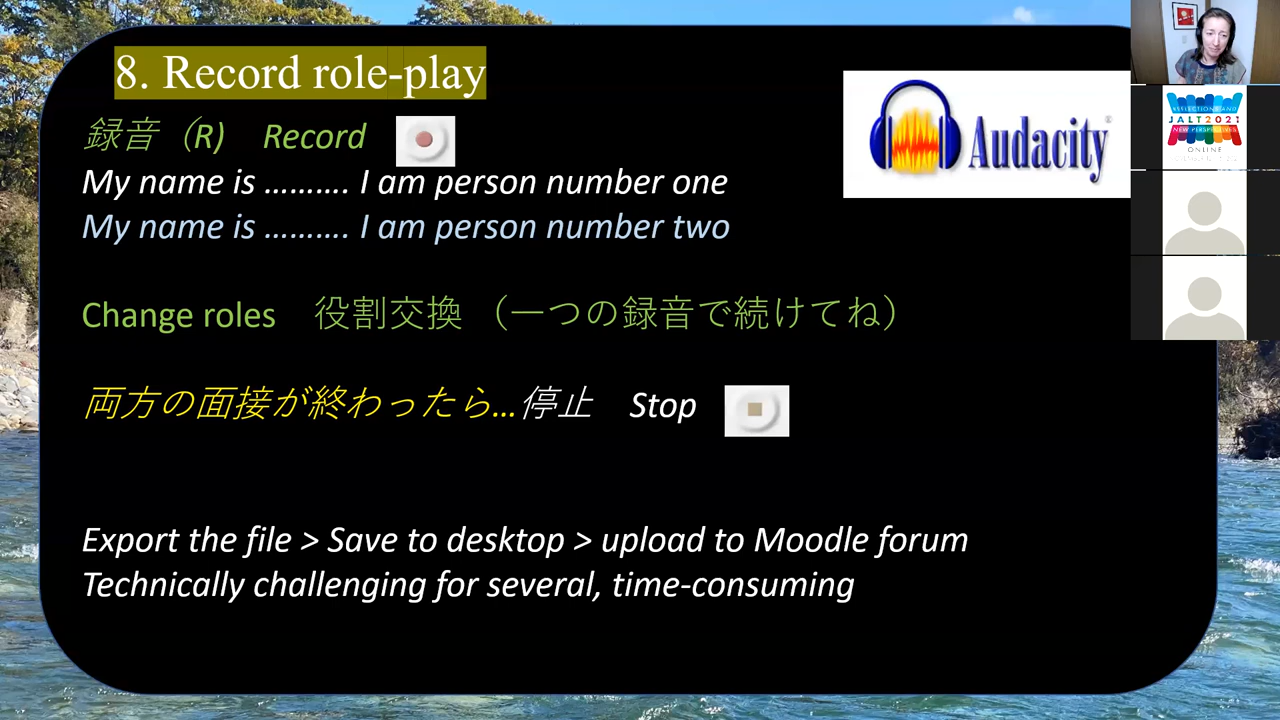 8. Record role-play
録音（R) Record
My name is ………. I am person number one
My name is ………. I am person number two
Audacity
Change roles 役割交換 （一つの録音で続けてね）
両方の面接が終わったら…停止 Stop
Export the file > Save to desktop > upload to Moodle forum
Technically challenging for several, time-consuming
JALT2021
NEW PERSPECTIVES
ONLINE